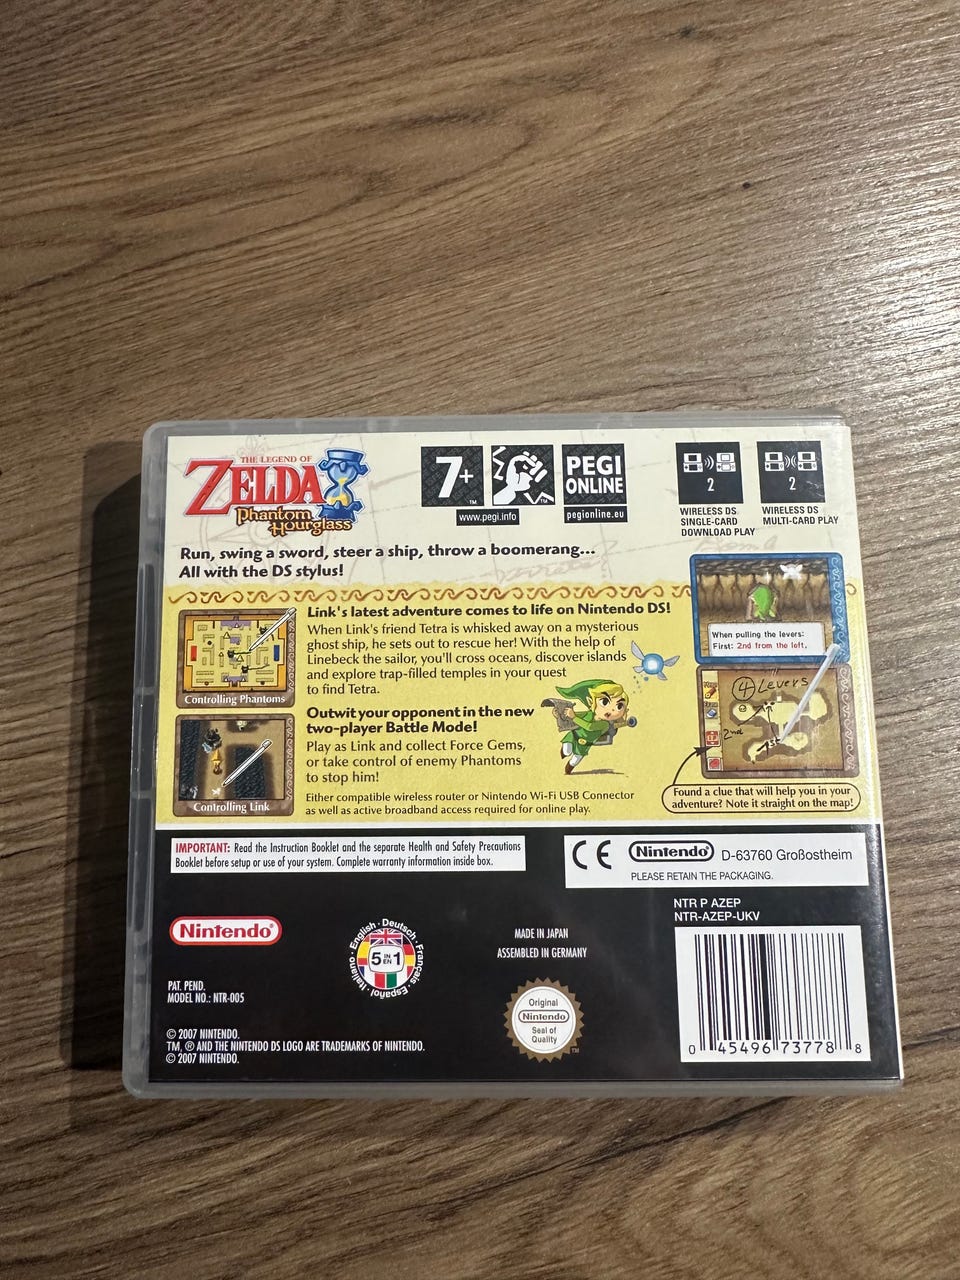 THE LEGEND OF
ZELDA
Phantom
Hourglass
7+
TM
www.pegi.info
TM
PEGI
ONLINE
pegionline.eu
2
WIRELESS DS
SINGLE-CARD
DOWNLOAD PLAY
2
WIRELESS DS
MULTI-CARD PLAY
Run, swing a sword, steer a ship, throw a boomerang...
All with the DS stylus!
Controlling Phantoms
Controlling Link
Link's latest adventure comes to life on Nintendo DS!
When Link's friend Tetra is whisked away on a mysterious
ghost ship, he sets out to rescue her! With the help of
Linebeck the sailor, you'll cross oceans, discover islands
and explore trap-filled temples in your quest
to find Tetra.
Outwit your opponent in the new
two-player Battle Mode!
Play as Link and collect Force Gems,
or take control of enemy Phantoms
to stop him!
Either compatible wireless router or Nintendo Wi-Fi USB Connector
as well as active broadband access required for online play.
When pulling the levers:
First: 2nd from the left,
4 Levers
2nd
1st
Found a clue that will help you in your
adventure? Note it straight on the map!
IMPORTANT: Read the Instruction Booklet and the separate Health and Safety Precautions
Booklet before setup or use of your system. Complete warranty information inside box.
CE Nintendo D-63760 Großostheim
PLEASE RETAIN THE PACKAGING.
NTR P AZEP
NTR-AZEP-UKV
Nintendo
English · Deutsch · Français · Español · Italiano ·
5 IN EN 1
MADE IN JAPAN
ASSEMBLED IN GERMANY
PAT. PEND.
MODEL NO.: NTR-005
Original
Nintendo
Seal of
Quality
TM
© 2007 NINTENDO.
TM, ® AND THE NINTENDO DS LOGO ARE TRADEMARKS OF NINTENDO.
© 2007 NINTENDO.
0 45496 73778 8